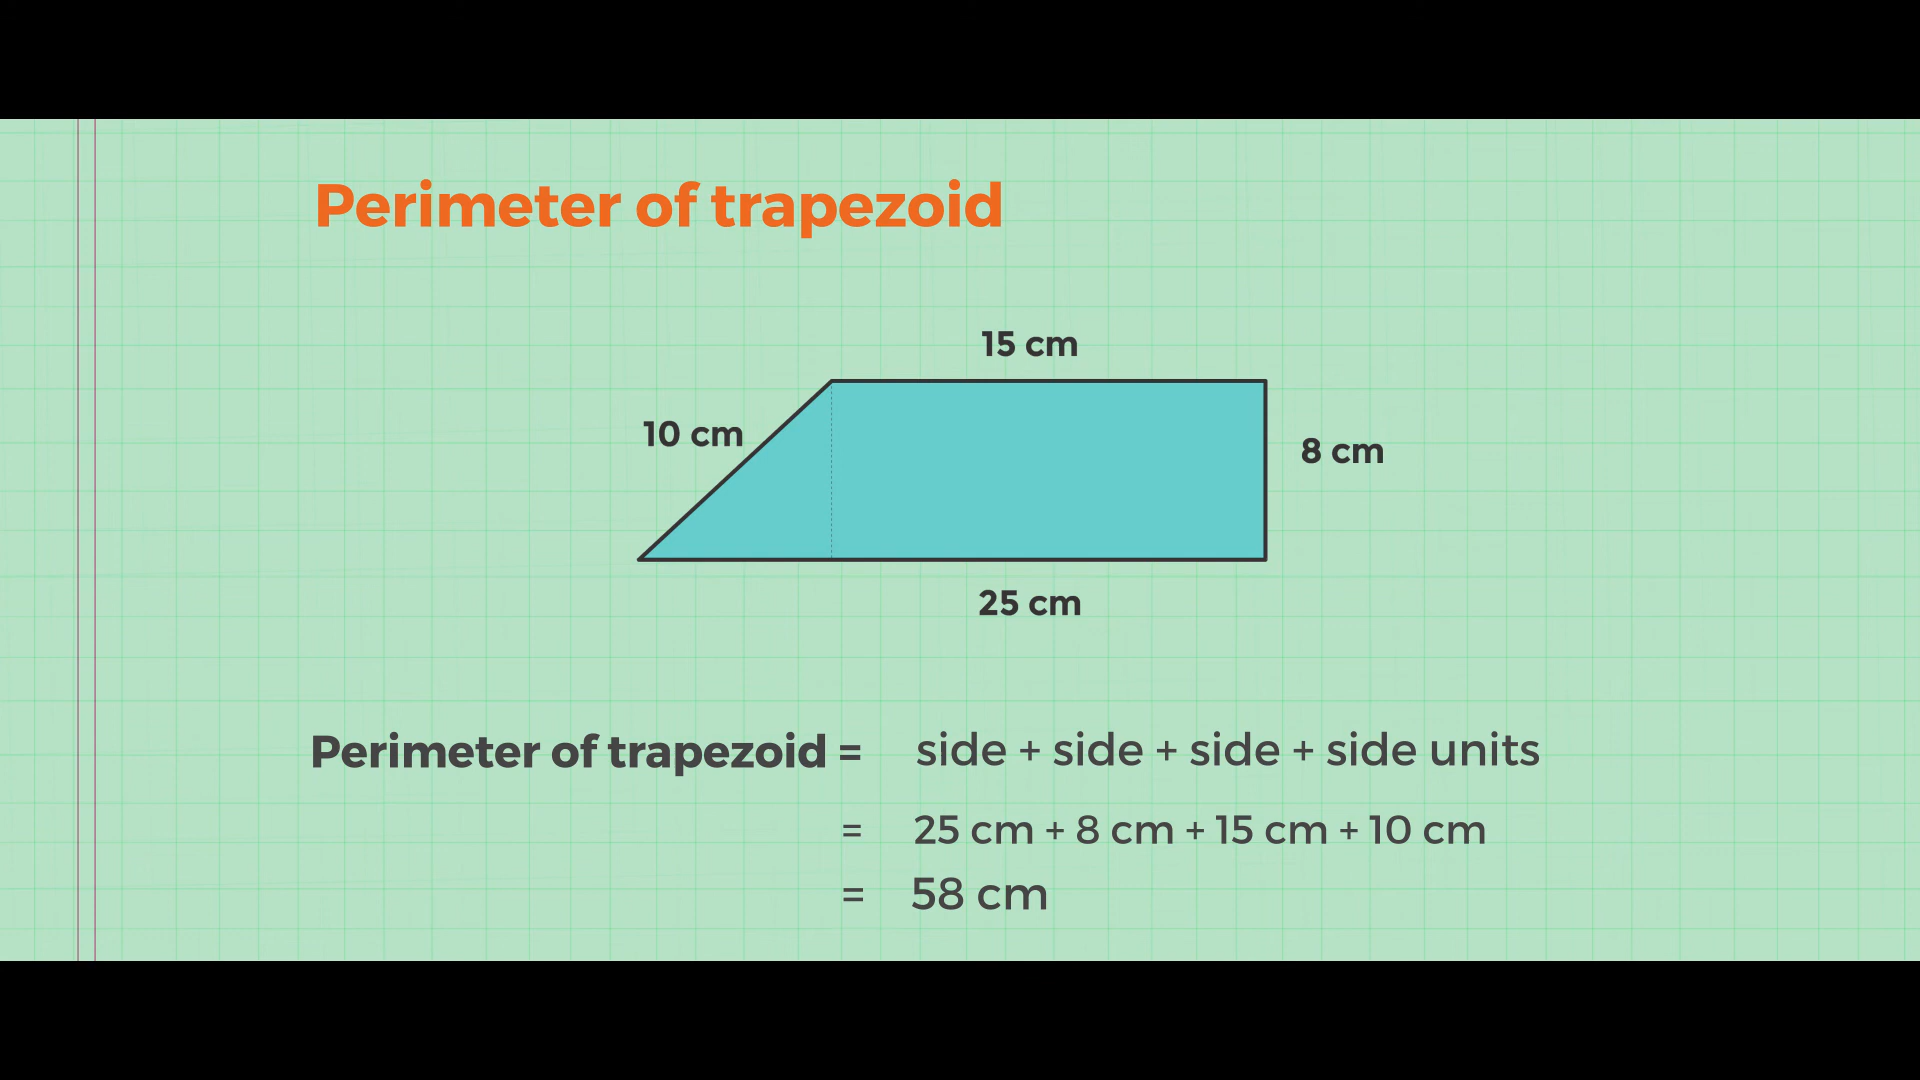 Perimeter of trapezoid
15 cm
10 cm
8 cm
25 cm
Perimeter of trapezoid = side + side + side + side units
= 25 cm + 8 cm + 15 cm + 10 cm
= 58 cm